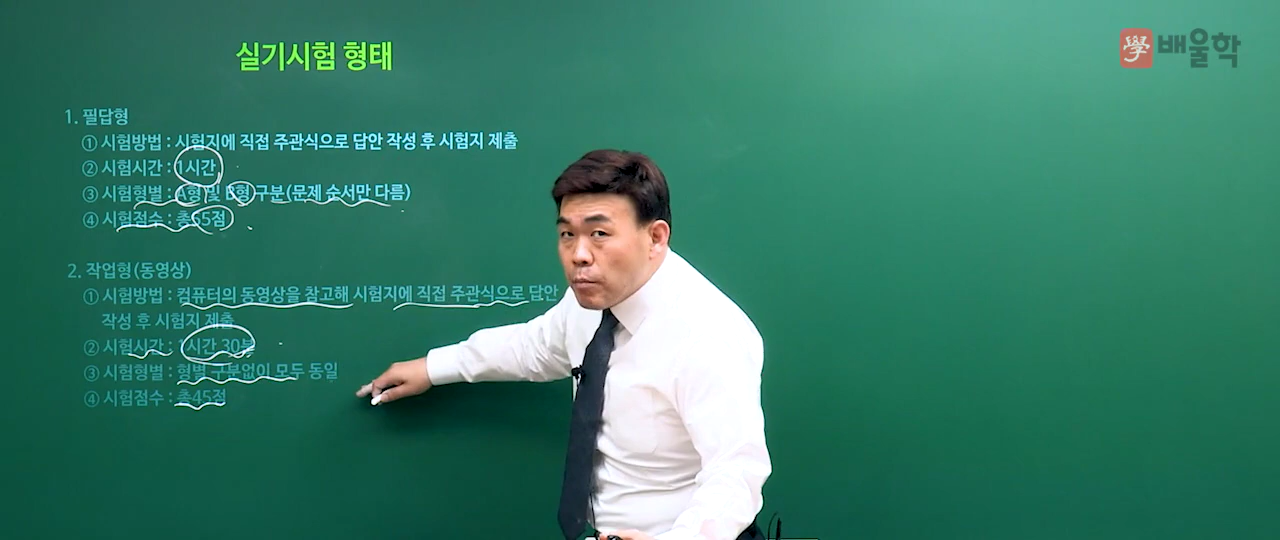 실기시험 형태
學 배울학
1. 필답형
① 시험방법 : 시험지에 직접 주관식으로 답안 작성 후 시험지 제출
② 시험시간 : 1시간
③ 시험형별 : A형 및 B형 구분(문제 순서만 다름)
④ 시험점수 : 총55점
2. 작업형(동영상)
① 시험방법 : 컴퓨터의 동영상을 참고해 시험지에 직접 주관식으로 답안
작성 후 시험지 제출
② 시험시간 : 1시간 30분
③ 시험형별 : 형별 구분없이 모두 동일
④ 시험점수 : 총45점